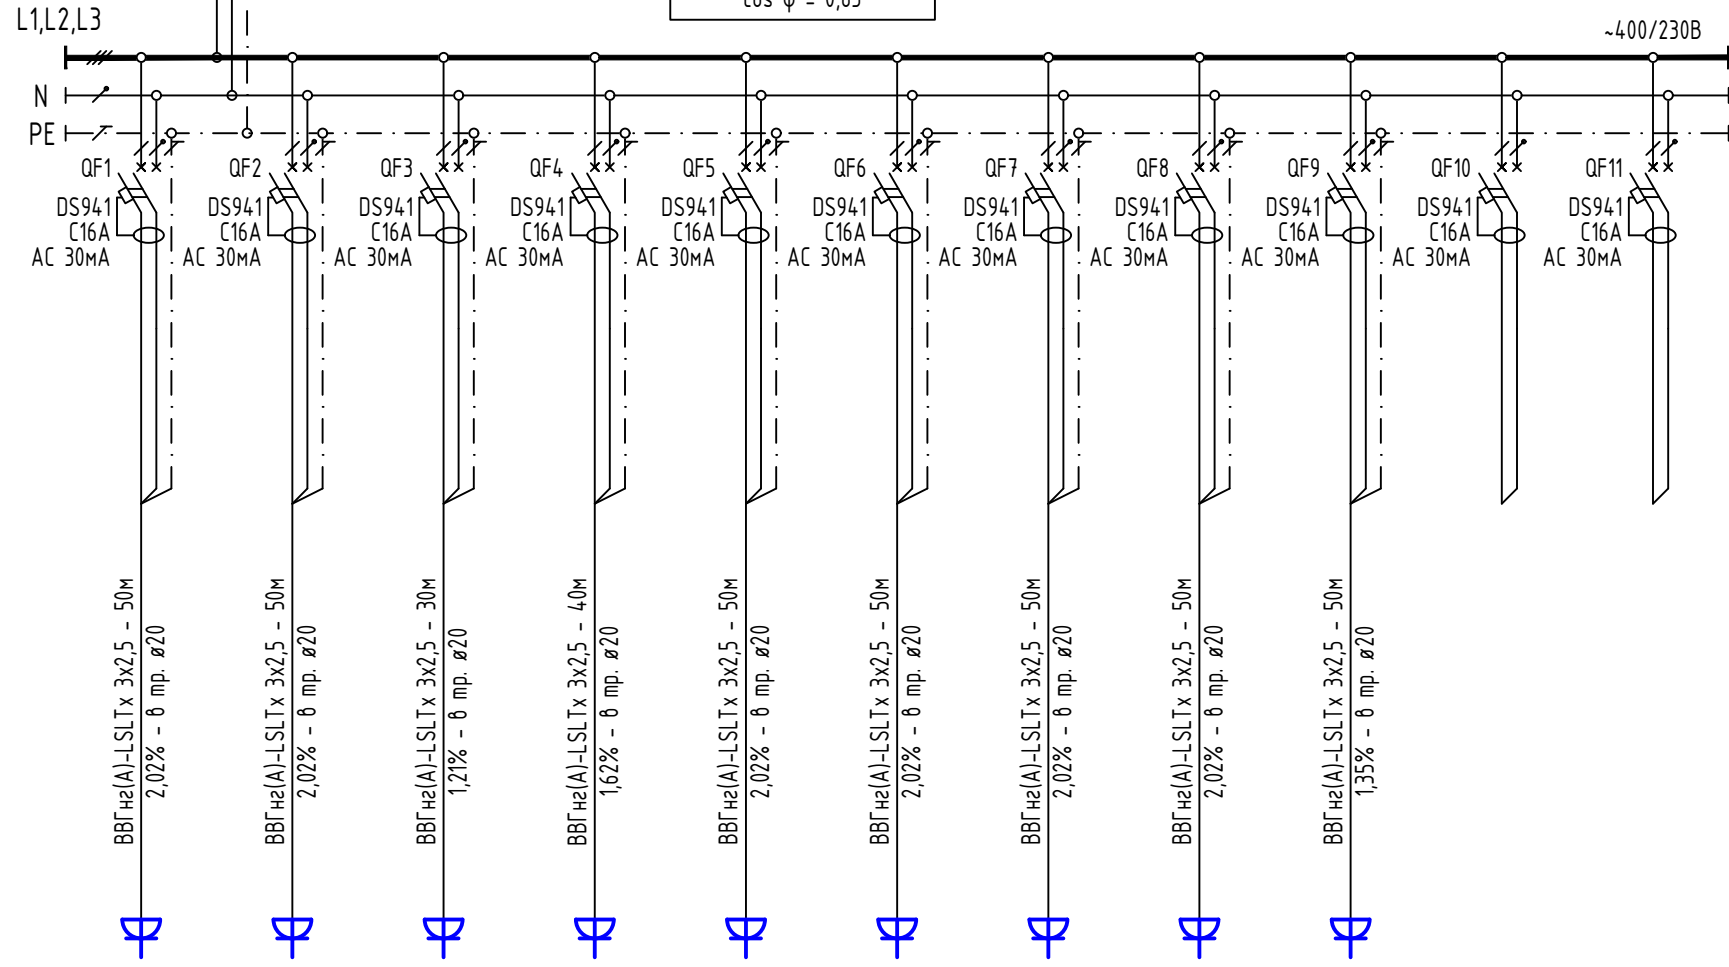 cos φ = 0,85
L1,L2,L3
~400/230В
N
PE
QF1
DS941
C16A
AC 30мА
QF2
DS941
C16A
AC 30мА
QF3
DS941
C16A
AC 30мА
QF4
DS941
C16A
AC 30мА
QF5
DS941
C16A
AC 30мА
QF6
DS941
C16A
AC 30мА
QF7
DS941
C16A
AC 30мА
QF8
DS941
C16A
AC 30мА
QF9
DS941
C16A
AC 30мА
QF10
DS941
C16A
AC 30мА
QF11
DS941
C16A
AC 30мА
ВВГнг(А)-LSLTx 3х2,5 - 50м
2,02% - в тр. ø20
ВВГнг(А)-LSLTx 3х2,5 - 50м
2,02% - в тр. ø20
ВВГнг(А)-LSLTx 3х2,5 - 30м
1,21% - в тр. ø20
ВВГнг(А)-LSLTx 3х2,5 - 40м
1,62% - в тр. ø20
ВВГнг(А)-LSLTx 3х2,5 - 50м
2,02% - в тр. ø20
ВВГнг(А)-LSLTx 3х2,5 - 50м
2,02% - в тр. ø20
ВВГнг(А)-LSLTx 3х2,5 - 50м
2,02% - в тр. ø20
ВВГнг(А)-LSLTx 3х2,5 - 50м
2,02% - в тр. ø20
ВВГнг(А)-LSLTx 3х2,5 - 50м
1,35% - в тр. ø20